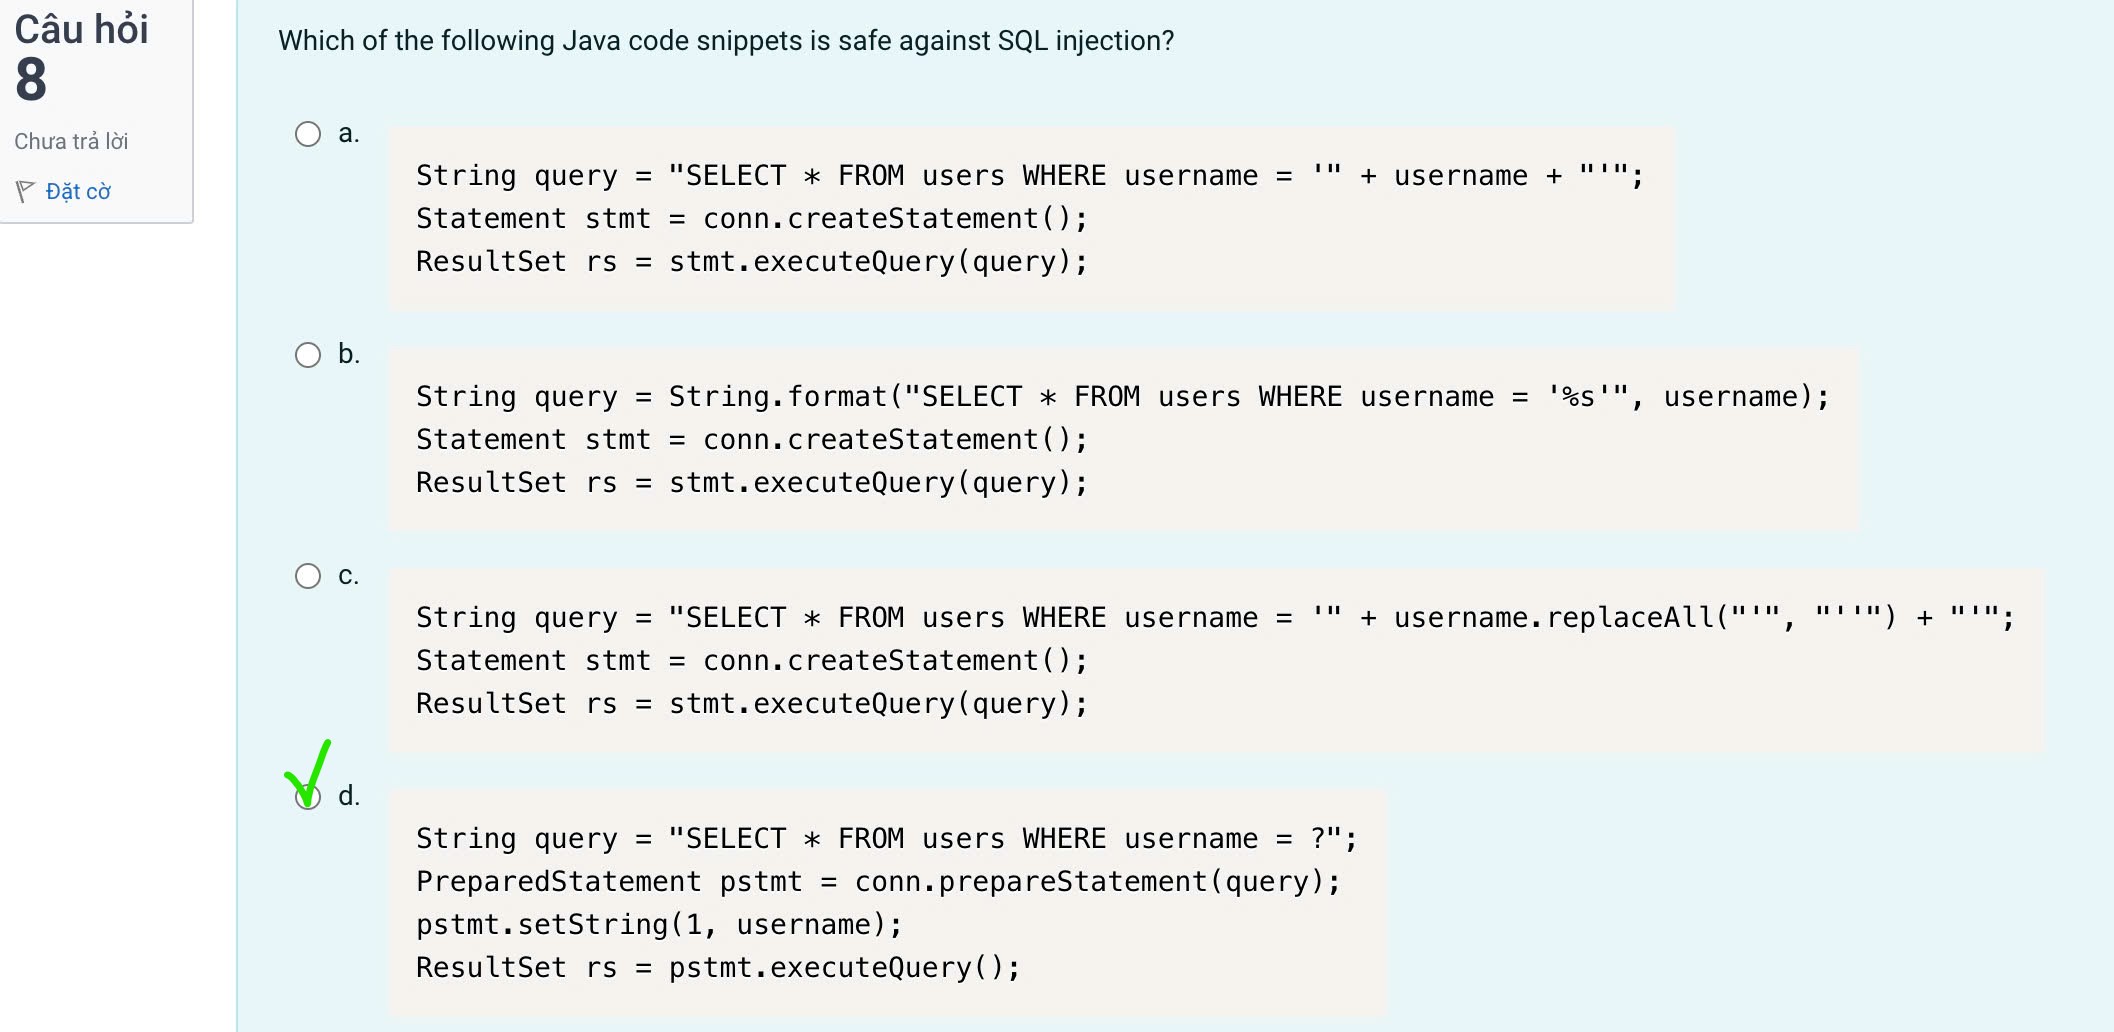 Câu hỏi
8
Chưa trả lời
Đặt cờ
Which of the following Java code snippets is safe against SQL injection?
a.
String query = "SELECT * FROM users WHERE username = '" + username + "'";
Statement stmt = conn.createStatement();
ResultSet rs = stmt.executeQuery(query);
b.
String query = String.format("SELECT * FROM users WHERE username = '%s'", username);
Statement stmt = conn.createStatement();
ResultSet rs = stmt.executeQuery(query);
c.
String query = "SELECT * FROM users WHERE username = '" + username.replaceAll("'", "''") + "'";
Statement stmt = conn.createStatement();
ResultSet rs = stmt.executeQuery(query);
d.
String query = "SELECT * FROM users WHERE username = ?";
PreparedStatement pstmt = conn.prepareStatement(query);
pstmt.setString(1, username);
ResultSet rs = pstmt.executeQuery();